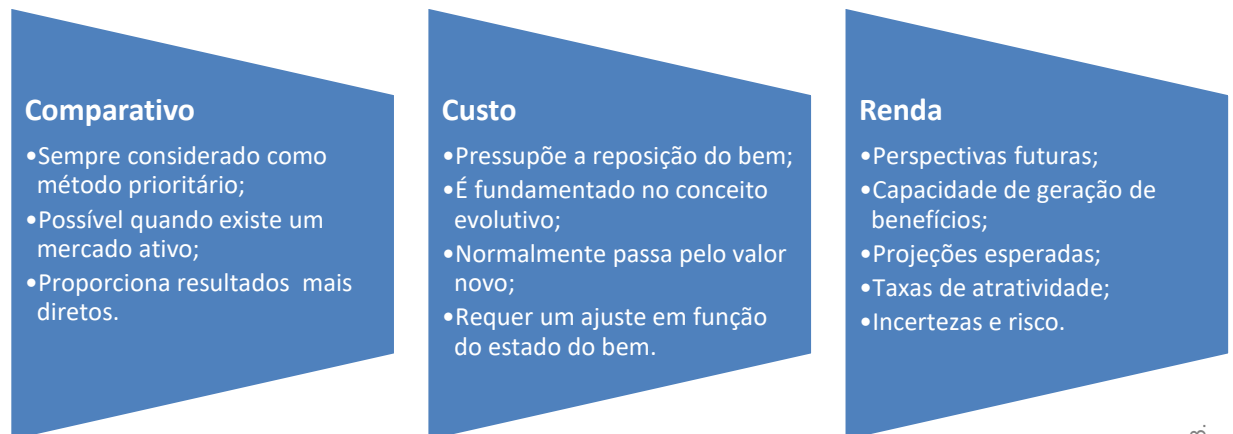 Comparativo
•Sempre considerado como
método prioritário;
•Possível quando existe um
mercado ativo;
•Proporciona resultados mais
diretos.
Custo
•Pressupõe a reposição do bem;
•É fundamentado no conceito
evolutivo;
•Normalmente passa pelo valor
novo;
•Requer um ajuste em função
do estado do bem.
Renda
•Perspectivas futuras;
•Capacidade de geração de
benefícios;
•Projeções esperadas;
•Taxas de atratividade;
•Incertezas e risco.